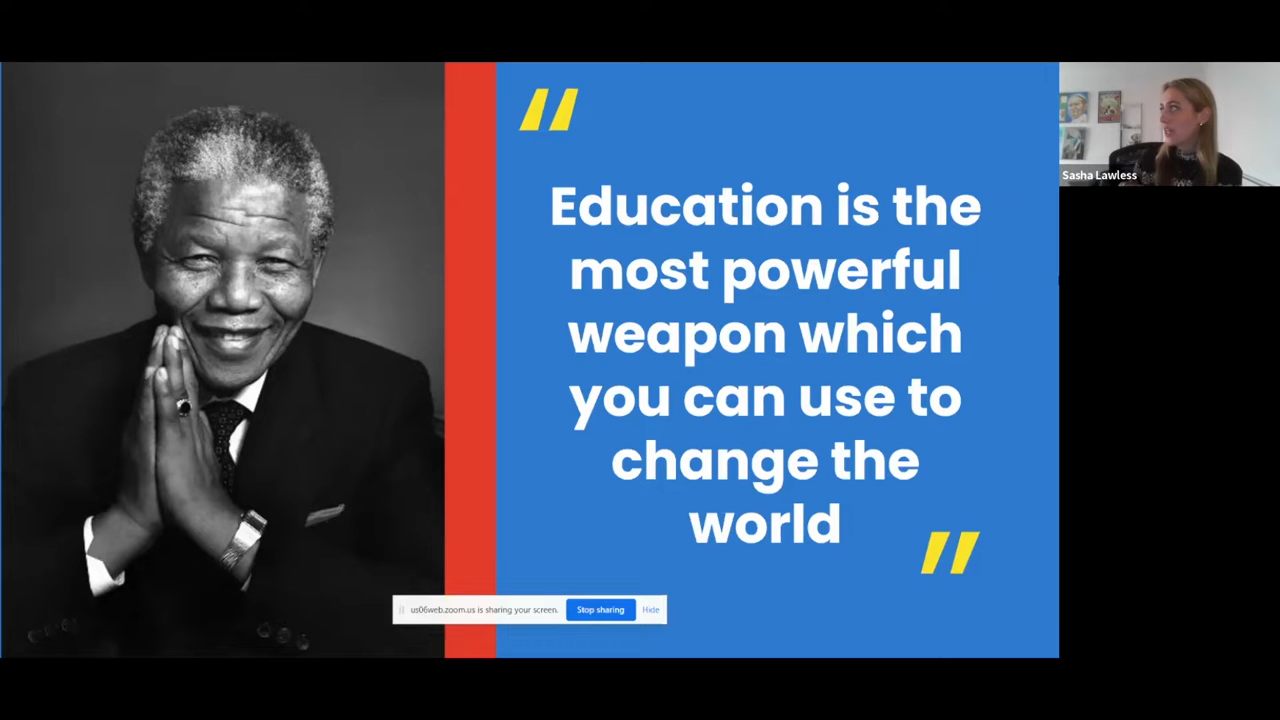 "
Education is the
most powerful
weapon which
you can use to
change the
world
"
Sasha Lawless
us06web.zoom.us is sharing your screen. Stop sharing Hide